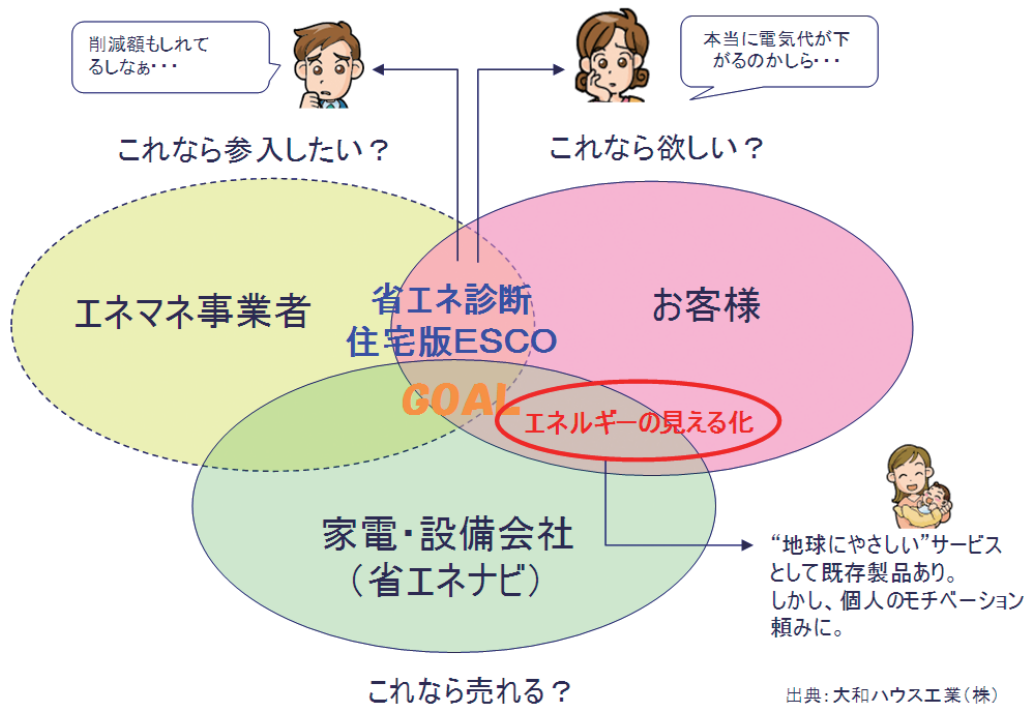 削減額もしれて
るしなぁ･･･
本当に電気代が下
がるのかしら･･･
これなら参入したい？
これなら欲しい？
エネマネ事業者
省エネ診断
住宅版ESCO
お客様
GOAL
エネルギーの見える化
家電・設備会社
（省エネナビ）
“地球にやさしい”サービス
として既存製品あり。
しかし、個人のモチベーション
頼みに。
これなら売れる？
出典：大和ハウス工業（株）